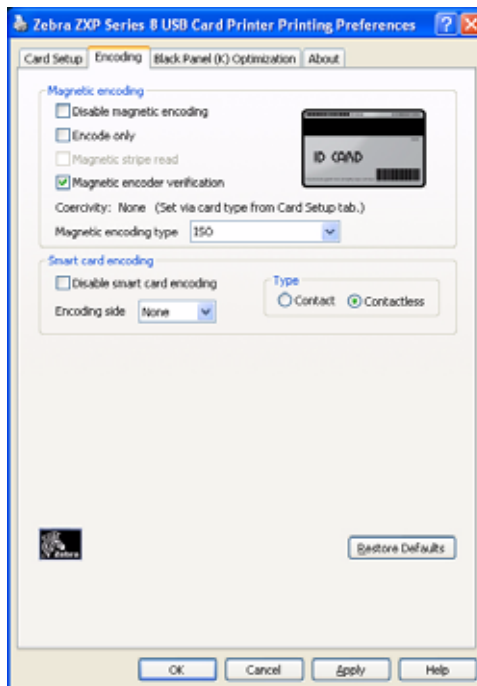 Zebra ZXP Series 8 USB Card Printer Printing Preferences
Card Setup Encoding Black Panel (K) Optimization About
Magnetic encoding
Disable magnetic encoding
Encode only
Magnetic stripe read
Magnetic encoder verification
ID CARD
Coercivity: None (Set via card type from Card Setup tab.)
Magnetic encoding type ISO
Smart card encoding
Disable smart card encoding
Type
Contact Contactless
Encoding side None
Zebra
Restore Defaults
OK Cancel Apply Help